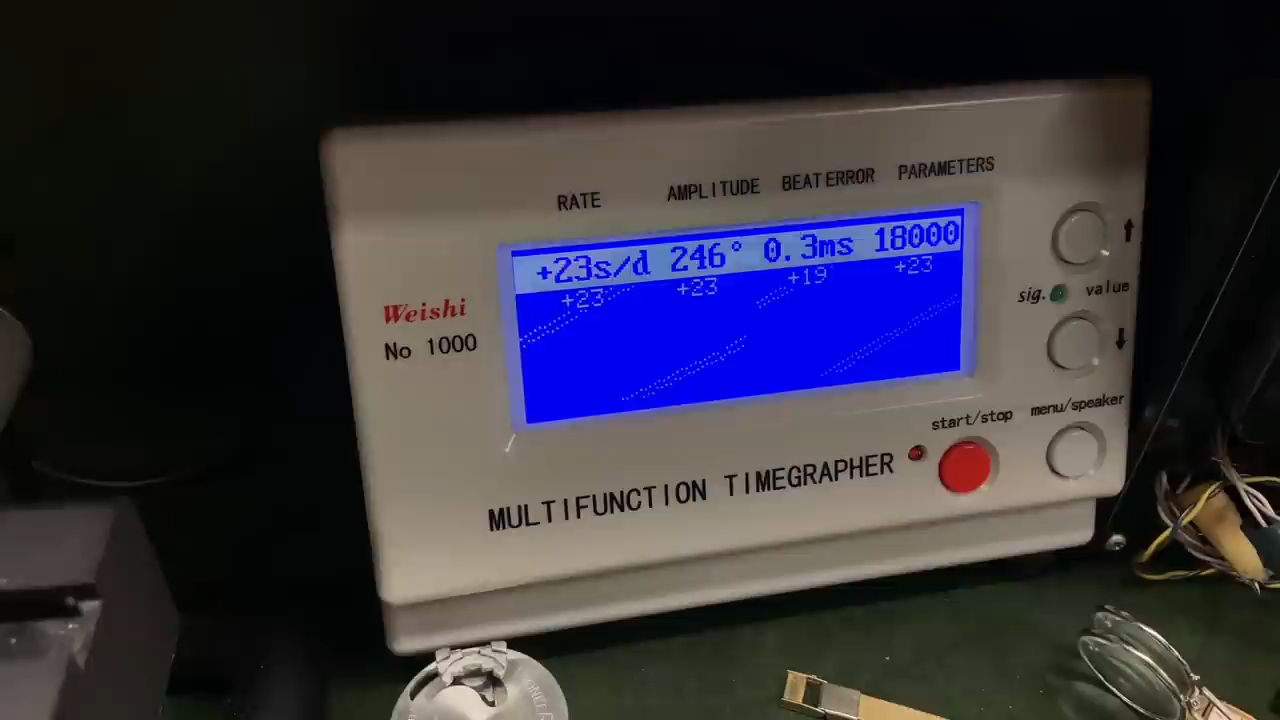 RATE AMPLITUDE BEAT ERROR PARAMETERS
+23s/d 246° 0.3ms 18000
+23 +23 +19 +23
Weishi
No 1000
sig. value
start/stop menu/speaker
MULTIFUNCTION TIMEGRAPHER